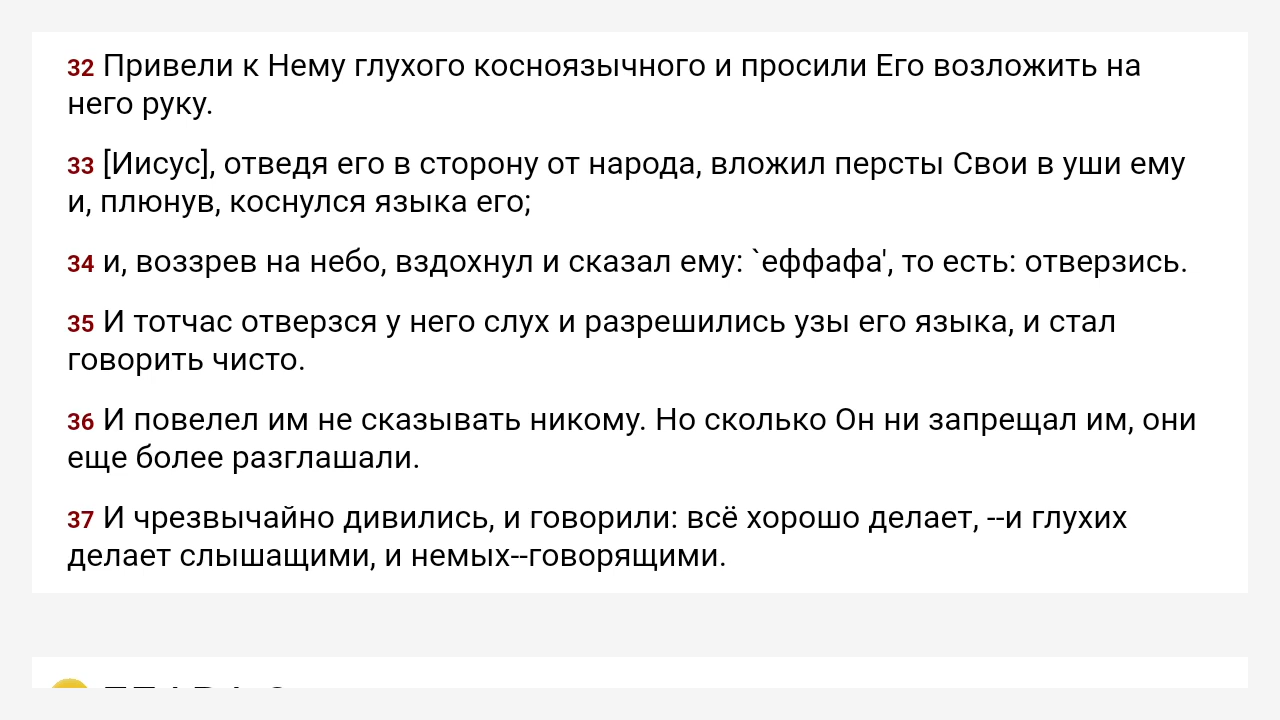 32 Привели к Нему глухого косноязычного и просили Его возложить на
него руку.
33 [Иисус], отведя его в сторону от народа, вложил персты Свои в уши ему
и, плюнув, коснулся языка его;
34 и, воззрев на небо, вздохнул и сказал ему: `еффафа', то есть: отверзись.
35 И тотчас отверзся у него слух и разрешились узы его языка, и стал
говорить чисто.
36 И повелел им не сказывать никому. Но сколько Он ни запрещал им, они
еще более разглашали.
37 И чрезвычайно дивились, и говорили: всё хорошо делает, --и глухих
делает слышащими, и немых--говорящими.